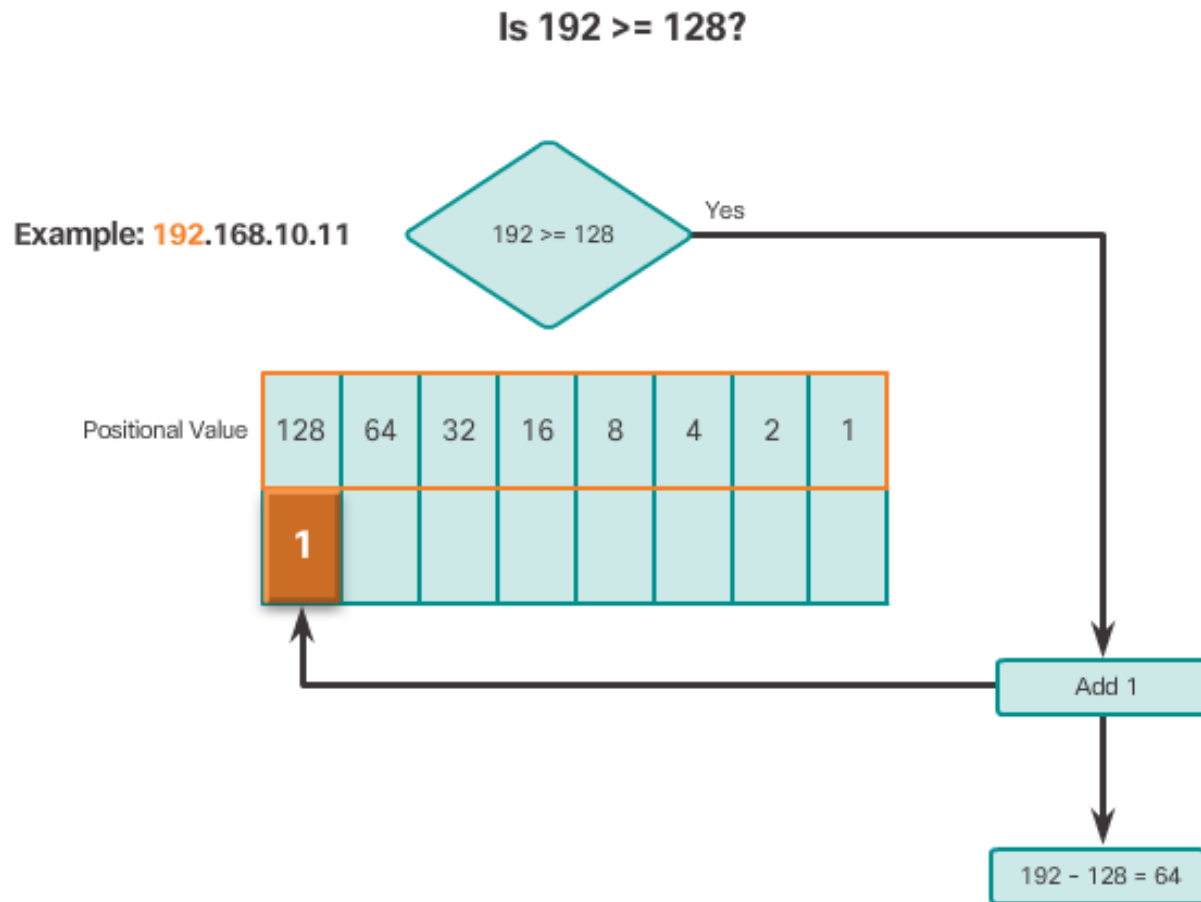 Is 192 >= 128?
Example: 192.168.10.11
192 >= 128
Yes
Positional Value 128 64 32 16 8 4 2 1
1
Add 1
192 - 128 = 64